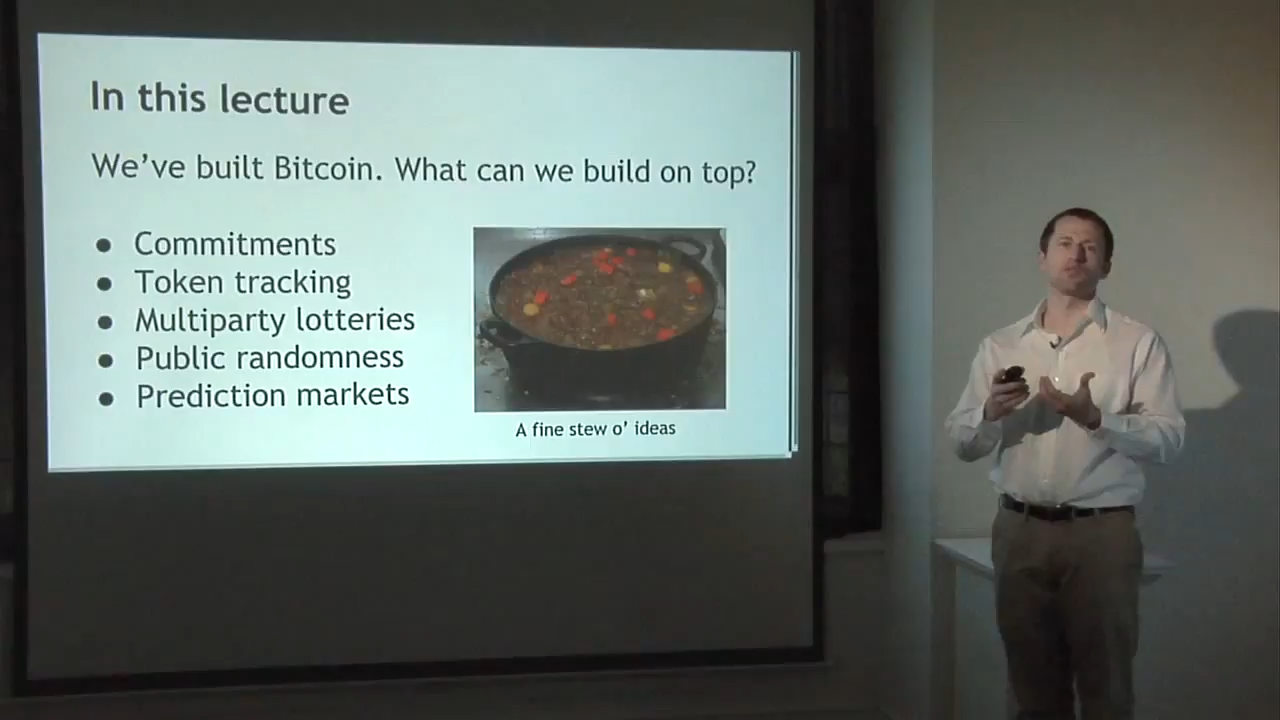 In this lecture
We've built Bitcoin. What can we build on top?
● Commitments
● Token tracking
● Multiparty lotteries
● Public randomness
● Prediction markets
A fine stew o' ideas